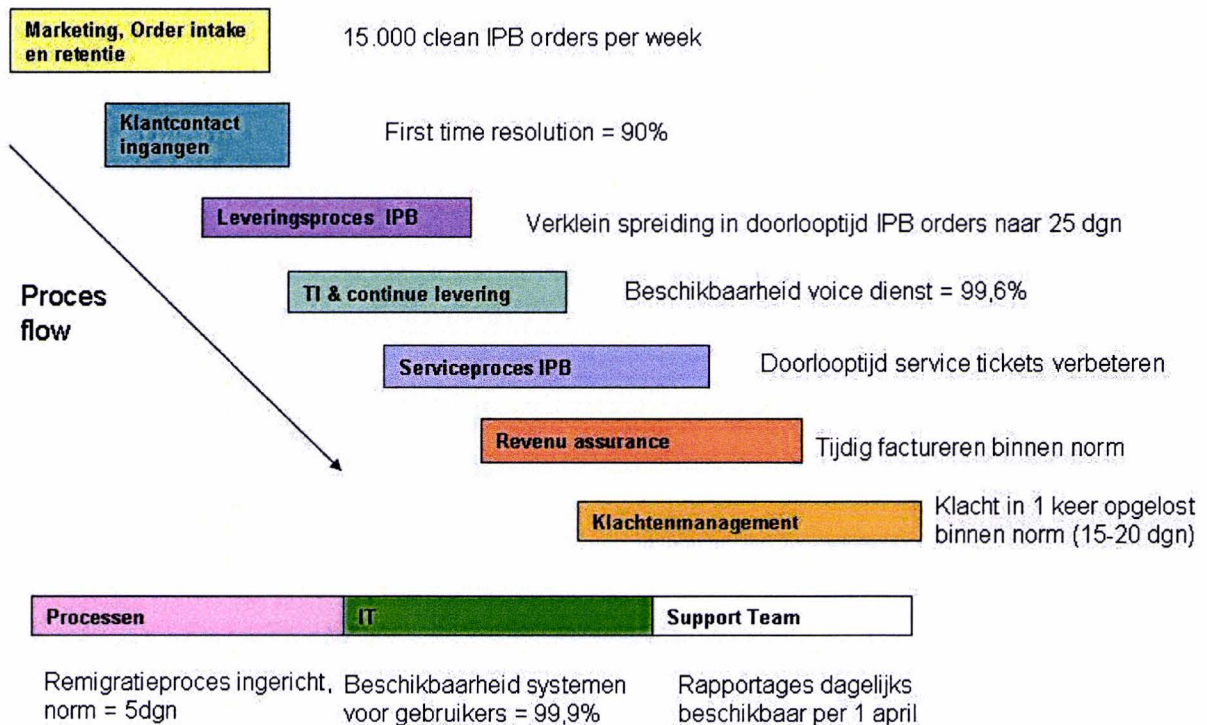 Marketing, Order intake
en retentie
15.000 clean IPB orders per week
Klantcontact
ingangen
First time resolution = 90%
Leveringsproces IPB
Verklein spreiding in doorlooptijd IPB orders naar 25 dgn
TI & continue levering
Beschikbaarheid voice dienst = 99,6%
Proces
flow
Serviceproces IPB
Doorlooptijd service tickets verbeteren
Revenu assurance
Tijdig factureren binnen norm
Klachtenmanagement
Klacht in 1 keer opgelost
binnen norm (15-20 dgn)
Processen
IT
Support Team
Remigratieproces ingericht,
norm = 5dgn
Beschikbaarheid systemen
voor gebruikers = 99,9%
Rapportages dagelijks
beschikbaar per 1 april